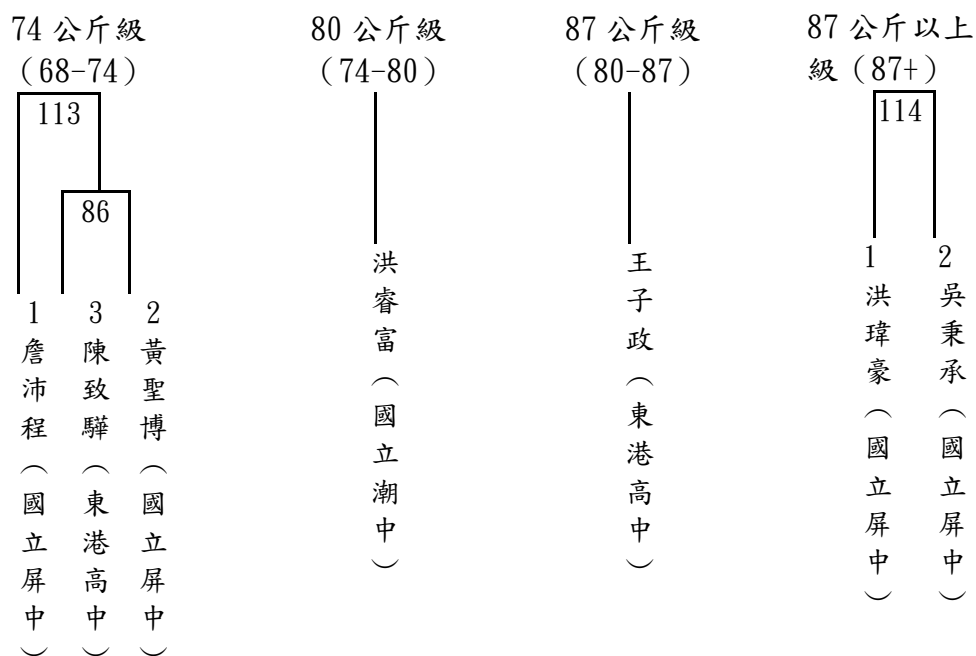 74 公斤級
（68-74）
113
86
1
詹沛程（國立屏中）
3
陳致驊（東港高中）
2
黃聖博（國立屏中）
80 公斤級
（74-80）
洪睿富（國立潮中）
87 公斤級
（80-87）
王子政（東港高中）
87 公斤以上
級（87+）
114
1
洪瑋豪（國立屏中）
2
吳秉承（國立屏中）